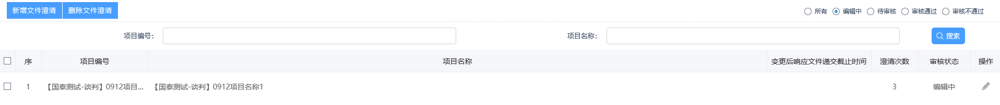 新增文件澄清 删除文件澄清 所有 编辑中 待审核 审核通过 审核不通过
项目编号: 项目名称: 搜索
序 项目编号 项目名称 变更后响应文件递交截止时间 澄清次数 审核状态 操作
1 【国泰测试-谈判】0912项目... 【国泰测试-谈判】0912项目名称1 3 编辑中